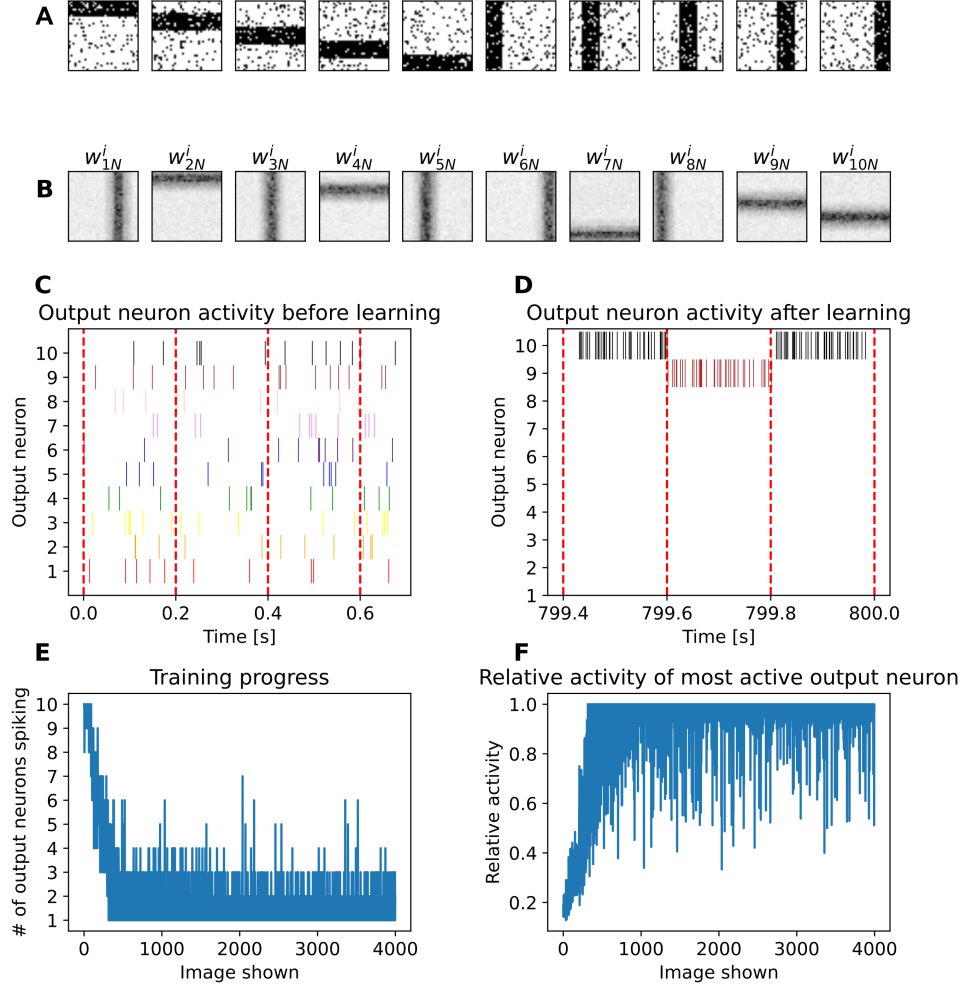 A
w^i_{1N} w^i_{2N} w^i_{3N} w^i_{4N} w^i_{5N} w^i_{6N} w^i_{7N} w^i_{8N} w^i_{9N} w^i_{10N}
B
C
Output neuron activity before learning
Output neuron
10
9
8
7
6
5
4
3
2
1
0.0 0.2 0.4 0.6
Time [s]
D
Output neuron activity after learning
Output neuron
10
9
8
7
6
5
4
3
2
1
799.4 799.6 799.8 800.0
Time [s]
E
Training progress
# of output neurons spiking
10
9
8
7
6
5
4
3
2
1
0 1000 2000 3000 4000
Image shown
F
Relative activity of most active output neuron
Relative activity
1.0
0.8
0.6
0.4
0.2
0 1000 2000 3000 4000
Image shown